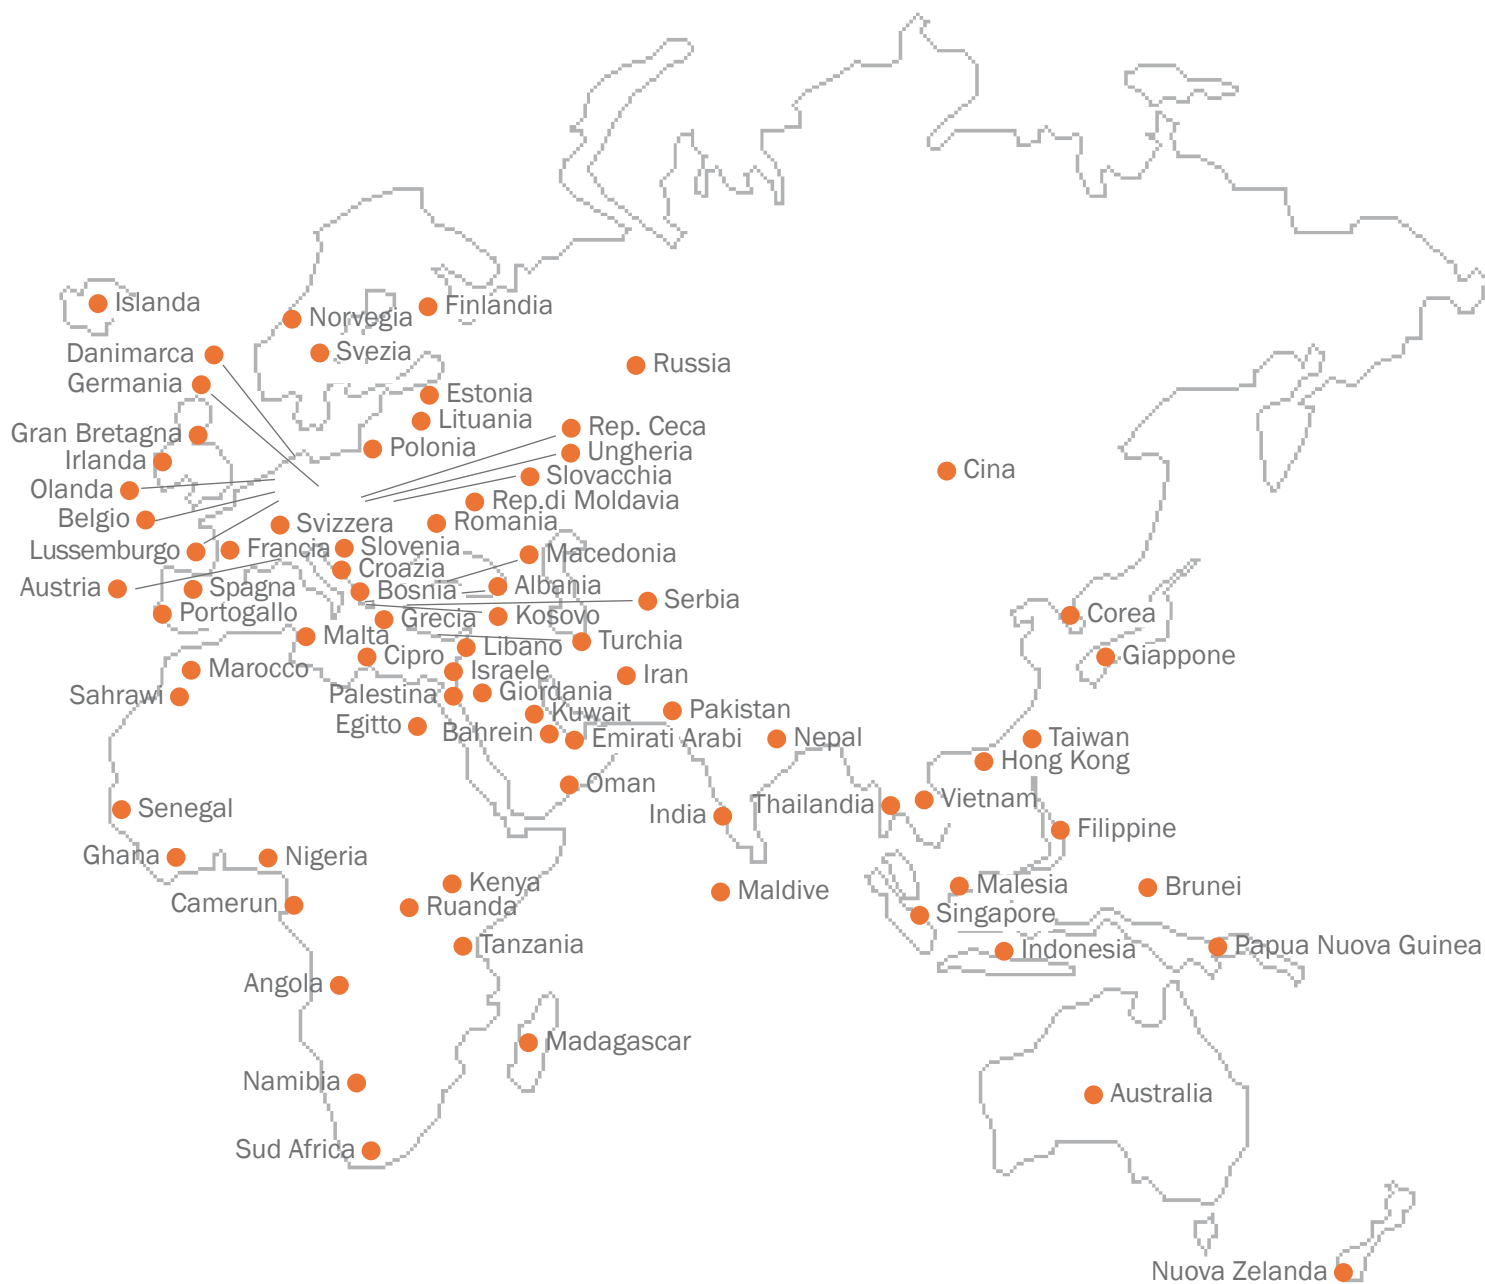 Islanda
Norvegia
Finlandia
Danimarca
Svezia
Russia
Germania
Estonia
Lituania
Rep. Ceca
Gran Bretagna
Polonia
Ungheria
Irlanda
Cina
Slovacchia
Olanda
Rep.di Moldavia
Belgio
Svizzera
Romania
Lussemburgo
Francia
Slovenia
Macedonia
Croazia
Austria
Spagna
Bosnia
Albania
Serbia
Portogallo
Grecia
Kosovo
Corea
Malta
Libano
Turchia
Cipro
Giappone
Marocco
Israele
Iran
Sahrawi
Palestina
Giordania
Kuwait
Pakistan
Egitto
Bahrein
Emirati Arabi
Nepal
Taiwan
Hong Kong
Oman
Senegal
India
Thailandia
Vietnam
Filippine
Ghana
Nigeria
Kenya
Maldive
Malesia
Brunei
Camerun
Ruanda
Singapore
Tanzania
Indonesia
Papua Nuova Guinea
Angola
Madagascar
Namibia
Australia
Sud Africa
Nuova Zelanda